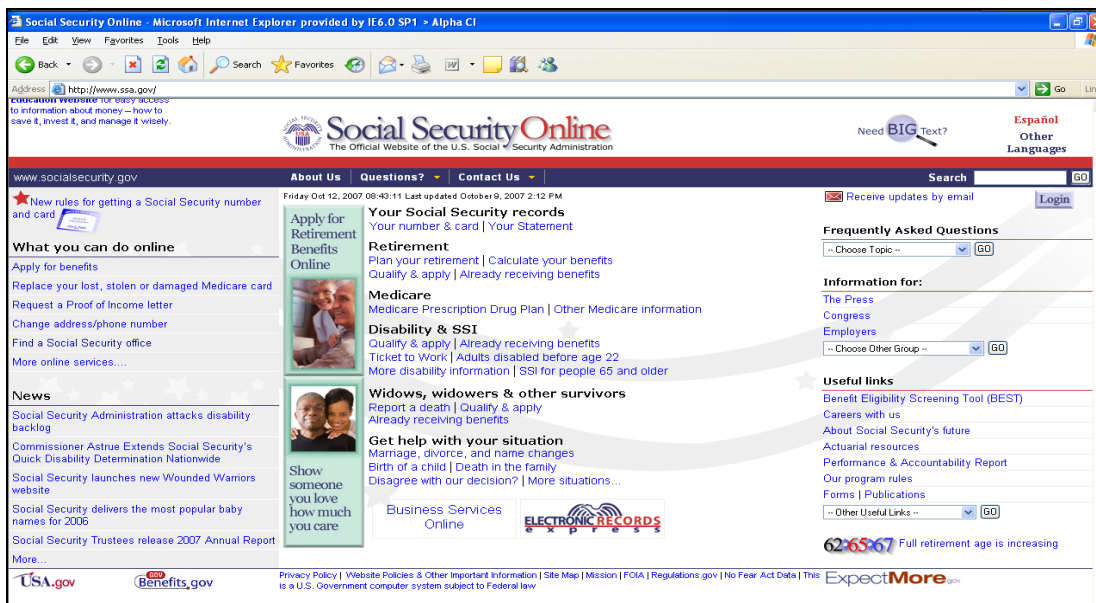 Social Security Online - Microsoft Internet Explorer provided by IE6.0 SP1 > Alpha CI
File Edit View Favorites Tools Help
Back Search Favorites
Address http://www.ssa.gov/ Go Lin
Education Website for easy access
to information about money – how to
save it, invest it, and manage it wisely.
SOCIAL SECURITY ADMINISTRATION
USA
Social Security Online
The Official Website of the U.S. Social Security Administration
Need BIG Text?
Español
Other
Languages
www.socialsecurity.gov
About Us Questions? Contact Us
Search GO
New rules for getting a Social Security number
and card
What you can do online
Apply for benefits
Replace your lost, stolen or damaged Medicare card
Request a Proof of Income letter
Change address/phone number
Find a Social Security office
More online services....
News
Social Security Administration attacks disability
backlog
Commissioner Astrue Extends Social Security's
Quick Disability Determination Nationwide
Social Security launches new Wounded Warriors
website
Social Security delivers the most popular baby
names for 2006
Social Security Trustees release 2007 Annual Report
More...
Friday Oct 12, 2007 08:43:11 Last updated October 9, 2007 2:12 PM
Apply for
Retirement
Benefits
Online
Show
someone
you love
how much
you care
Your Social Security records
Your number & card | Your Statement
Retirement
Plan your retirement | Calculate your benefits
Qualify & apply | Already receiving benefits
Medicare
Medicare Prescription Drug Plan | Other Medicare information
Disability & SSI
Qualify & apply | Already receiving benefits
Ticket to Work | Adults disabled before age 22
More disability information | SSI for people 65 and older
Widows, widowers & other survivors
Report a death | Qualify & apply
Already receiving benefits
Get help with your situation
Marriage, divorce, and name changes
Birth of a child | Death in the family
Disagree with our decision? | More situations...
Business Services
Online
ELECTRONIC RECORDS
express
Receive updates by email
Login
Frequently Asked Questions
-- Choose Topic -- GO
Information for:
The Press
Congress
Employers
-- Choose Other Group -- GO
Useful links
Benefit Eligibility Screening Tool (BEST)
Careers with us
About Social Security's future
Actuarial resources
Performance & Accountability Report
Our program rules
Forms | Publications
-- Other Useful Links -- GO
62 65 67 Full retirement age is increasing
USA.gov
GOV Benefits.gov
Privacy Policy | Website Policies & Other Important Information | Site Map | Mission | FOIA | Regulations.gov | No Fear Act Data | This
is a U.S. Government computer system subject to Federal law
ExpectMore.gov